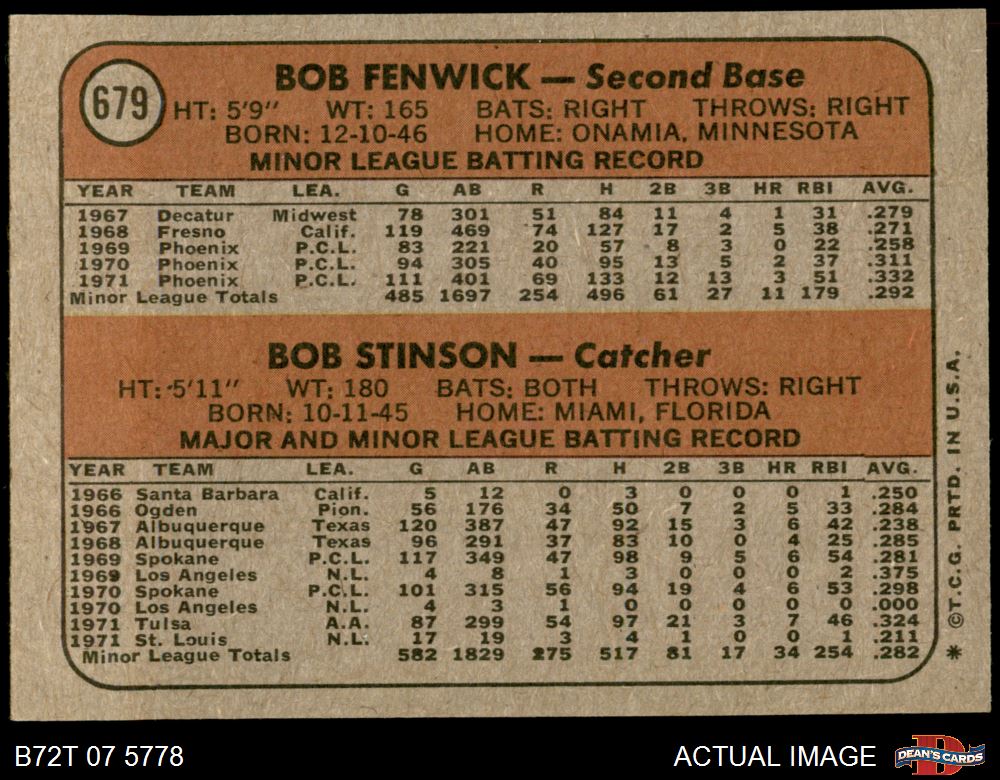 679
BOB FENWICK — Second Base
HT: 5'9" WT: 165 BATS: RIGHT THROWS: RIGHT
BORN: 12-10-46 HOME: ONAMIA, MINNESOTA
MINOR LEAGUE BATTING RECORD
YEAR TEAM LEA. G AB R H 2B 3B HR RBI AVG.
1967 Decatur Midwest 78 301 51 84 11 4 1 31 .279
1968 Fresno Calif. 119 469 74 127 17 2 5 38 .271
1969 Phoenix P.C.L. 83 221 20 57 8 3 0 22 .258
1970 Phoenix P.C.L. 94 305 40 95 13 5 2 37 .311
1971 Phoenix P.C.L. 111 401 69 133 12 13 3 51 .332
Minor League Totals 485 1697 254 496 61 27 11 179 .292
BOB STINSON — Catcher
HT: 5'11" WT: 180 BATS: BOTH THROWS: RIGHT
BORN: 10-11-45 HOME: MIAMI, FLORIDA
MAJOR AND MINOR LEAGUE BATTING RECORD
YEAR TEAM LEA. G AB R H 2B 3B HR RBI AVG.
1966 Santa Barbara Calif. 5 12 0 3 0 0 0 1 .250
1966 Ogden Pion. 56 176 34 50 7 2 5 33 .284
1967 Albuquerque Texas 120 387 47 92 15 3 6 42 .238
1968 Albuquerque Texas 96 291 37 83 10 0 4 25 .285
1969 Spokane P.C.L. 117 349 47 98 9 5 6 54 .281
1969 Los Angeles N.L. 4 8 1 3 0 0 0 2 .375
1970 Spokane P.C.L. 101 315 56 94 19 4 6 53 .298
1970 Los Angeles N.L. 4 3 1 0 0 0 0 0 .000
1971 Tulsa A.A. 87 299 54 97 21 3 7 46 .324
1971 St. Louis N.L. 17 19 3 4 1 0 0 1 .211
Minor League Totals 582 1829 275 517 81 17 34 254 .282
* ©T.C.G. PRTD. IN U.S.A.
B72T 07 5778 ACTUAL IMAGE
D
DEAN'S CARDS